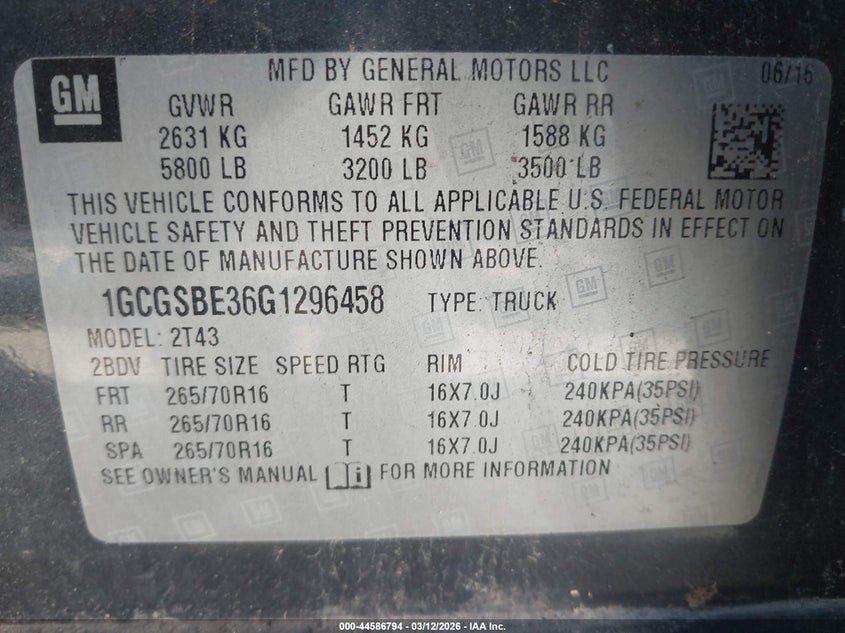 GM MFD BY GENERAL MOTORS LLC 06/16
GVWR GAWR FRT GAWR RR
2631 KG 1452 KG 1588 KG
5800 LB 3200 LB 3500 LB
THIS VEHICLE CONFORMS TO ALL APPLICABLE U.S. FEDERAL MOTOR
VEHICLE SAFETY AND THEFT PREVENTION STANDARDS IN EFFECT ON
THE DATE OF MANUFACTURE SHOWN ABOVE.
1GCGSBE36G1296458 TYPE: TRUCK
MODEL: 2T43
2BDV TIRE SIZE SPEED RTG RIM COLD TIRE PRESSURE
FRT 265/70R16 T 16X7.0J 240KPA(35PSI)
RR 265/70R16 T 16X7.0J 240KPA(35PSI)
SPA 265/70R16 T 16X7.0J 240KPA(35PSI)
SEE OWNER'S MANUAL i FOR MORE INFORMATION
000-44586794 - 03/12/2026 - IAA Inc.